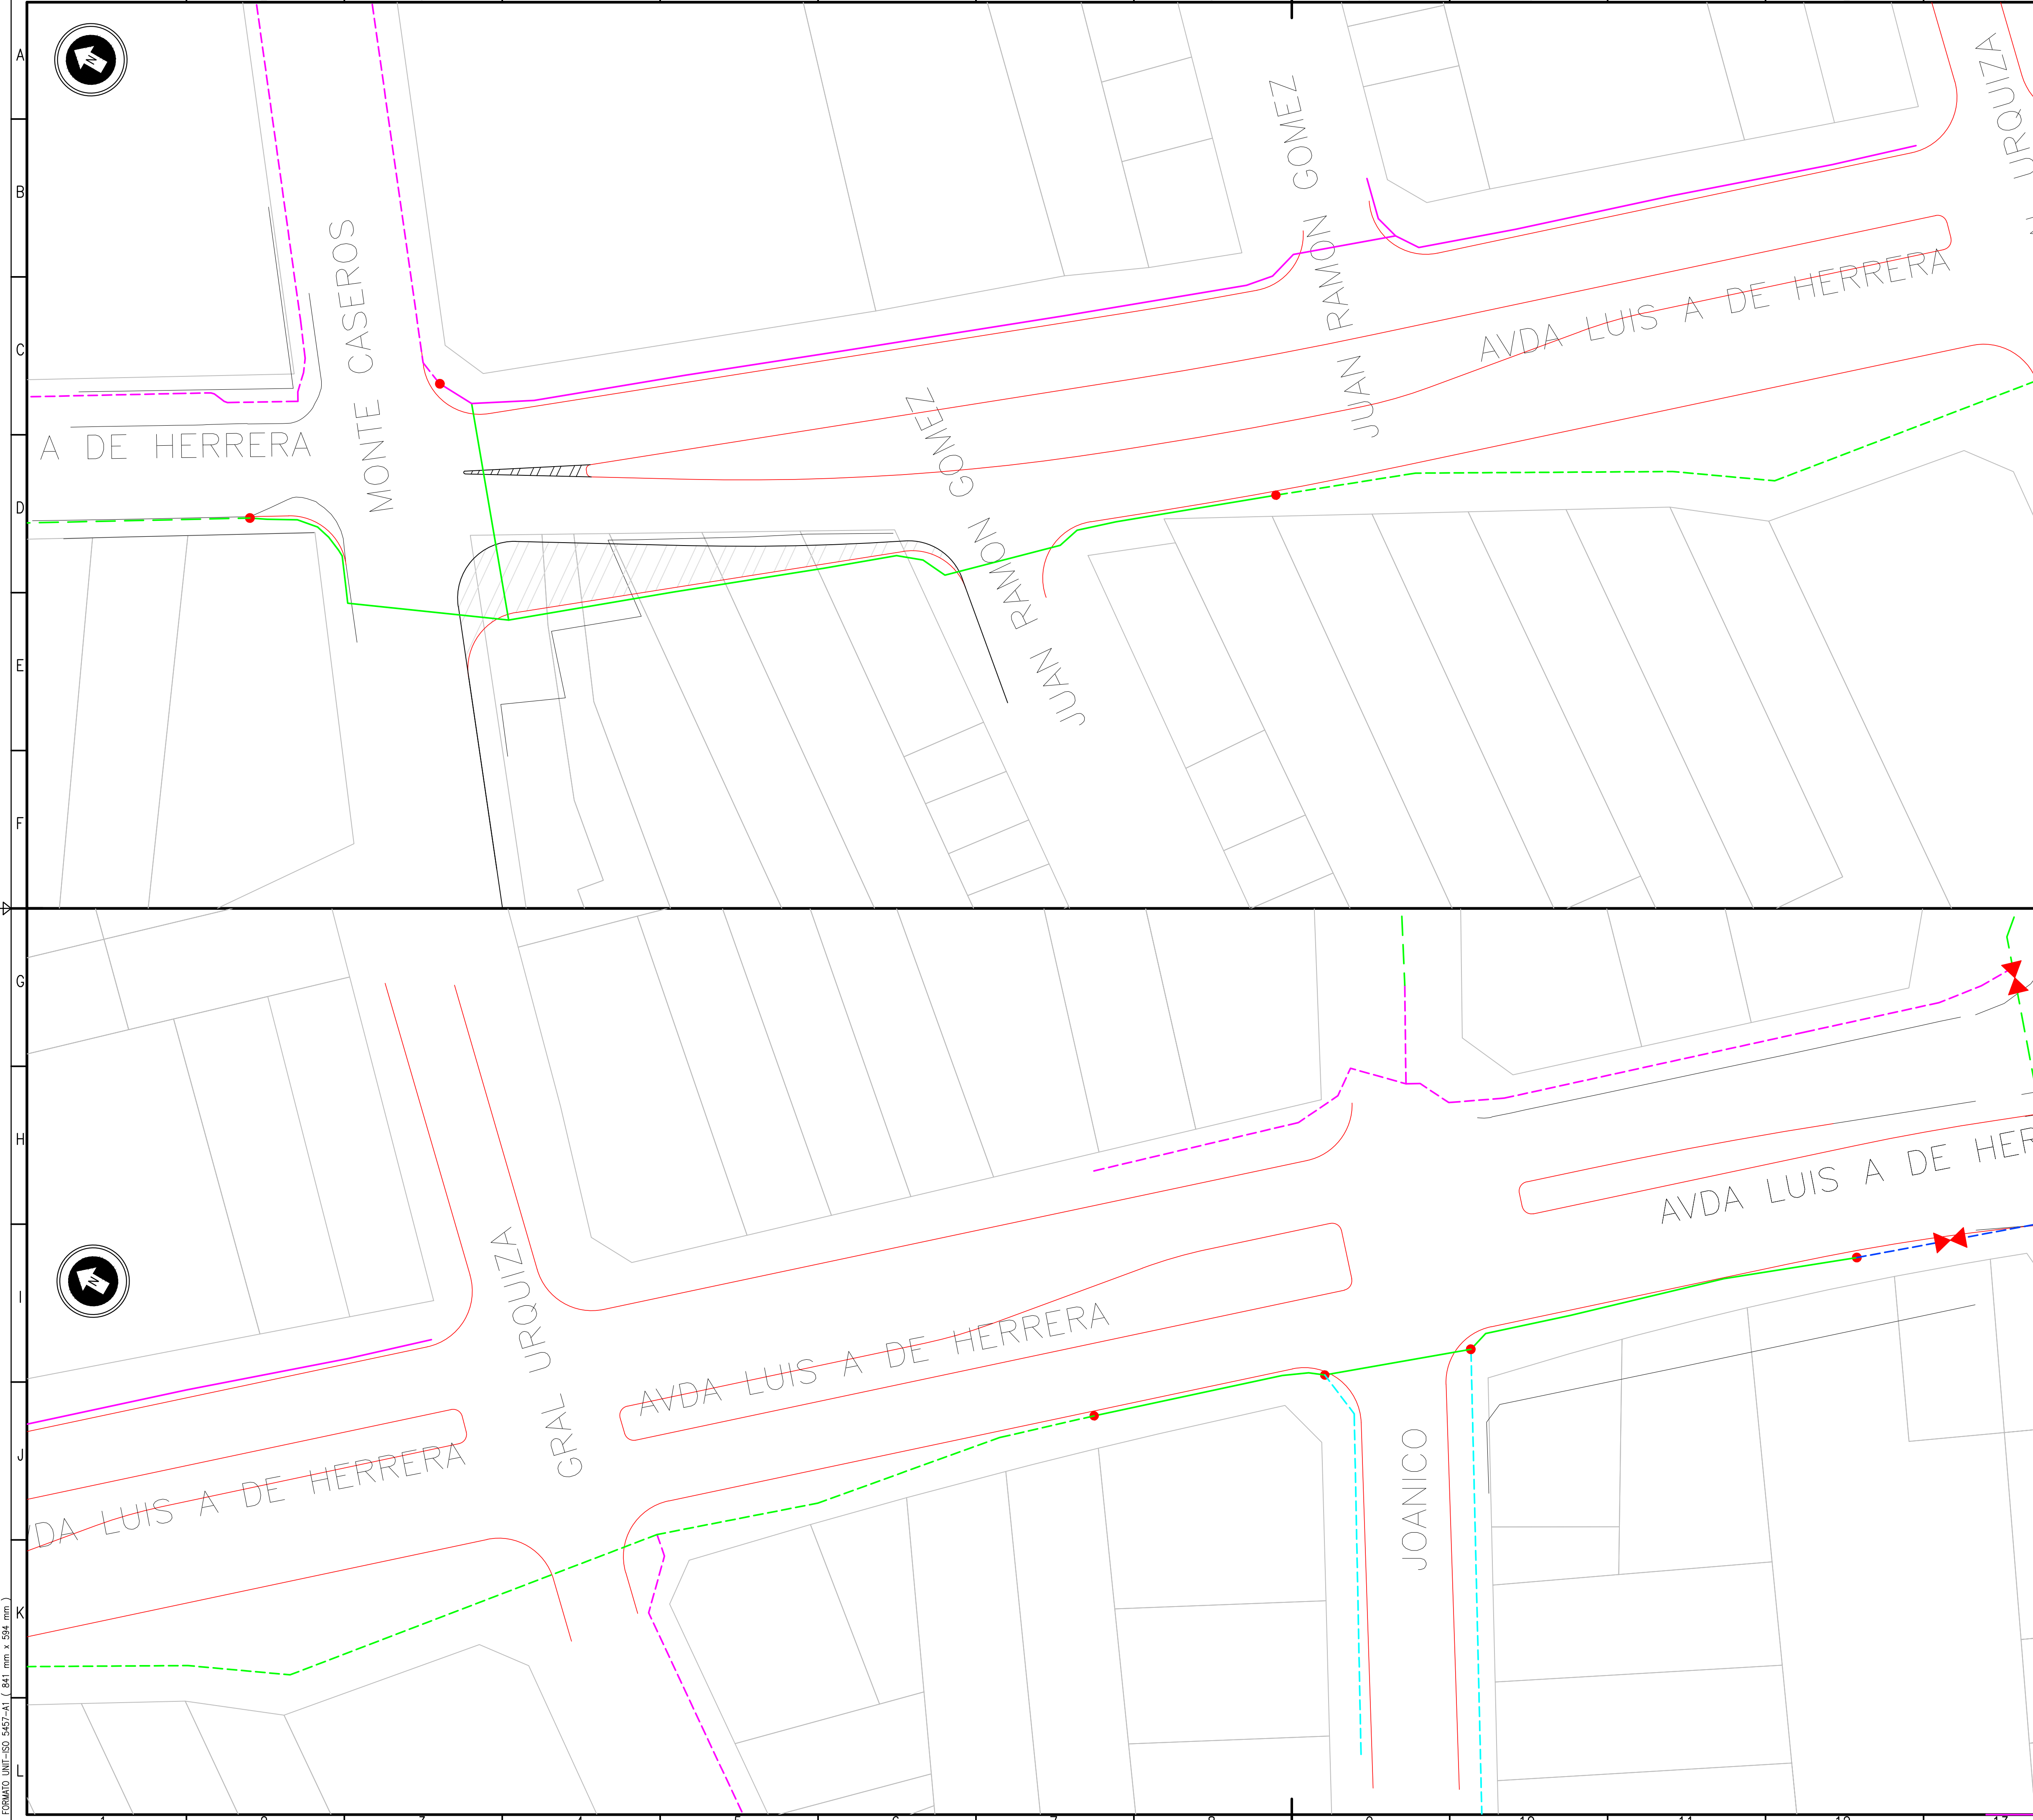 A
B
C
D
E
F
G
H
I
J
K
L
N
MONTE CASEROS
A DE HERRERA
JUAN RAMON GOMEZ
JUAN RAMON GOMEZ
AVDA LUIS A DE HERRERA
URQUIZA
N
GRAL URQUIZA
AVDA LUIS A DE HERRERA
AVDA LUIS A DE HER
DA LUIS A DE HERRERA
JOANICO
FORMATO UNIT-ISO 5457-A1 ( 841 mm x 594 mm )